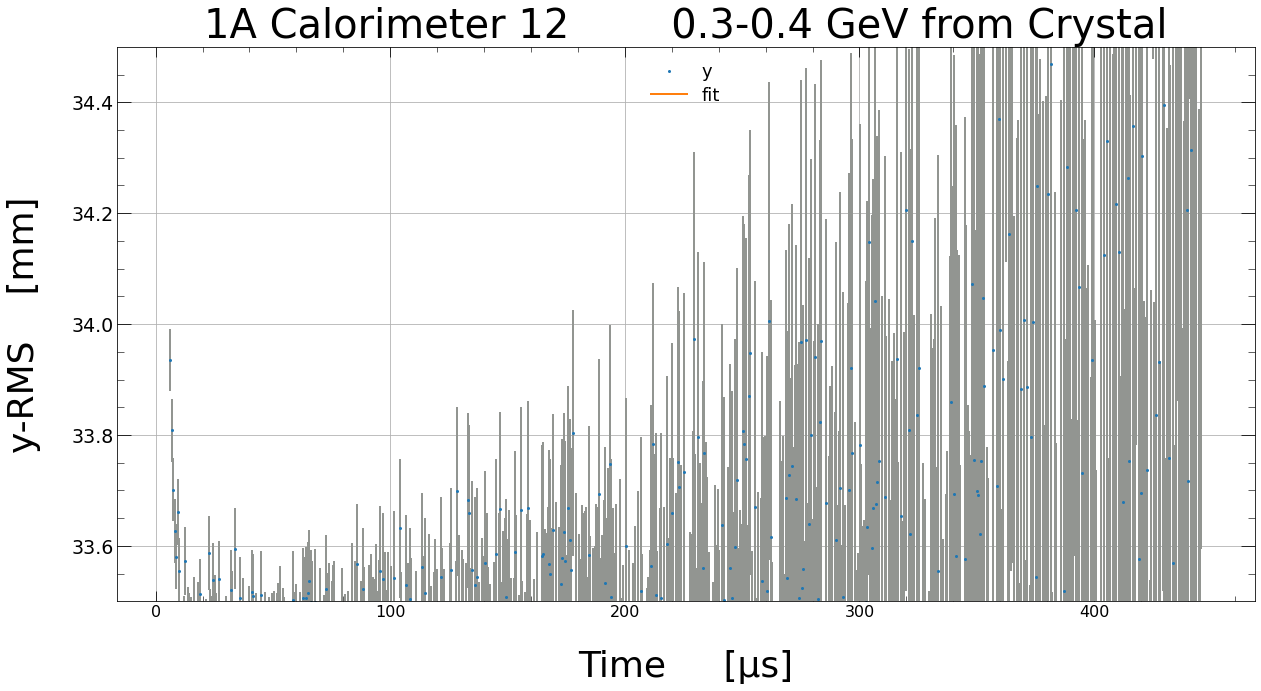 1A Calorimeter 12 0.3-0.4 GeV from Crystal
y
fit
y-RMS [mm]
34.4
34.2
34.0
33.8
33.6
0 100 200 300 400
Time [μs]